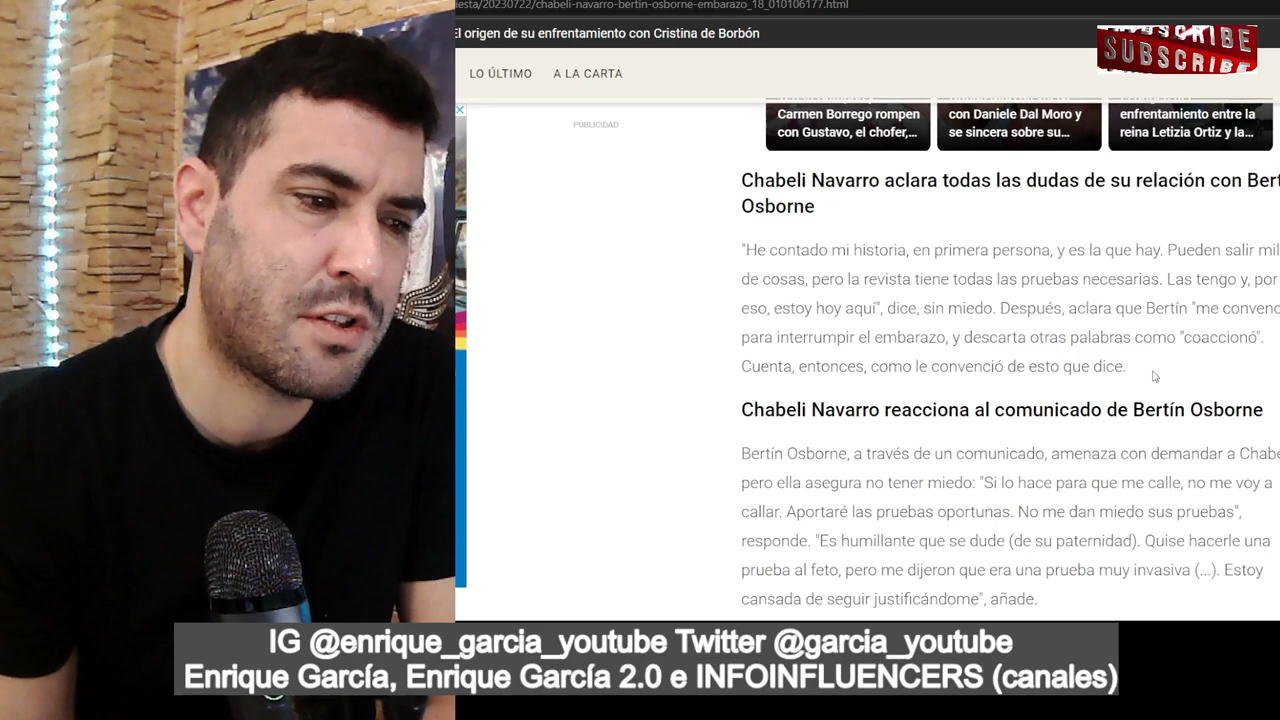 iesta/20230722/chabeli-navarro-bertin-osborne-embarazo_18_010106177.html
El origen de su enfrentamiento con Cristina de Borbón
SUBSCRIBE
SUBSCRIBE
LO ÚLTIMO A LA CARTA
PUBLICIDAD
Carmen Borrego rompen
con Gustavo, el chofer,...
con Daniele Dal Moro y
se sincera sobre su...
enfrentamiento entre la
reina Letizia Ortiz y la...
Chabeli Navarro aclara todas las dudas de su relación con Bert
Osborne
"He contado mi historia, en primera persona, y es la que hay. Pueden salir mil
de cosas, pero la revista tiene todas las pruebas necesarias. Las tengo y, por
eso, estoy hoy aquí", dice, sin miedo. Después, aclara que Bertín "me convenc
para interrumpir el embarazo, y descarta otras palabras como "coaccionó".
Cuenta, entonces, como le convenció de esto que dice.
Chabeli Navarro reacciona al comunicado de Bertín Osborne
Bertín Osborne, a través de un comunicado, amenaza con demandar a Chabe
pero ella asegura no tener miedo: "Si lo hace para que me calle, no me voy a
callar. Aportaré las pruebas oportunas. No me dan miedo sus pruebas",
responde. "Es humillante que se dude (de su paternidad). Quise hacerle una
prueba al feto, pero me dijeron que era una prueba muy invasiva (...). Estoy
cansada de seguir justificándome", añade.
IG @enrique_garcia_youtube Twitter @garcia_youtube
Enrique García, Enrique García 2.0 e INFOINFLUENCERS (canales)